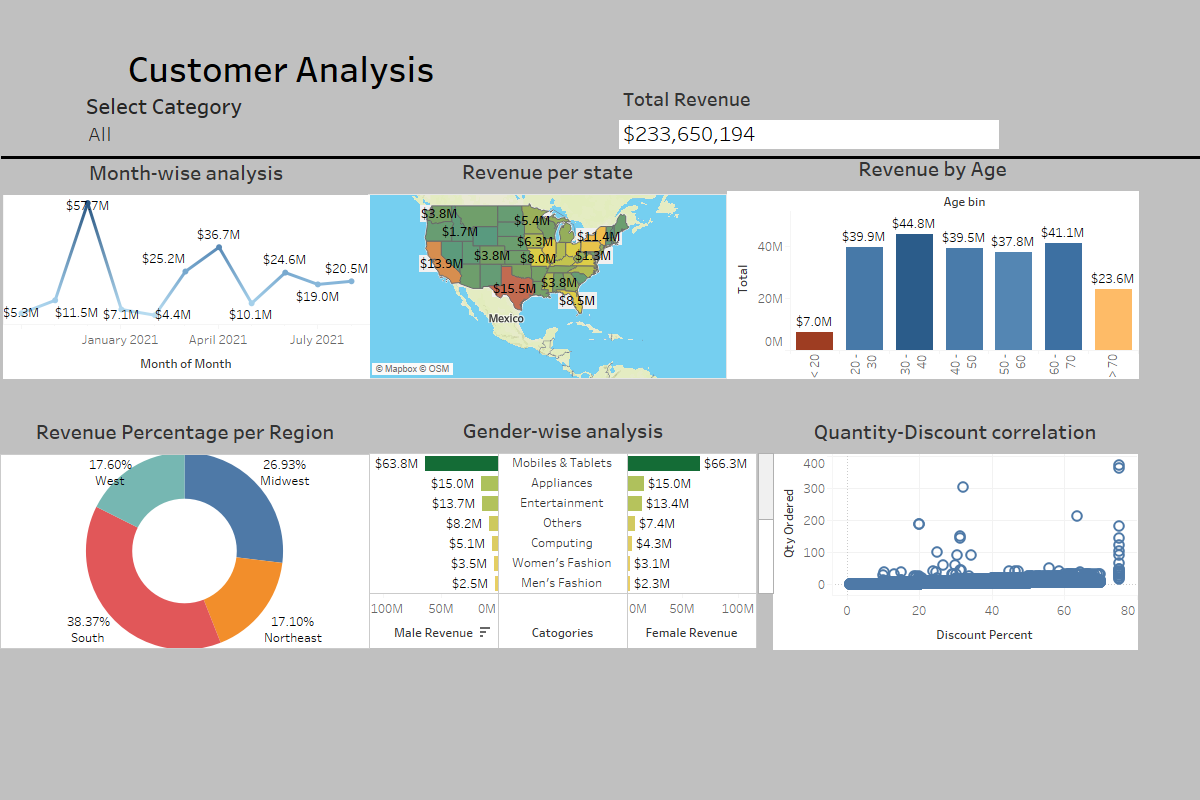 Customer Analysis
Select Category
All
Total Revenue
$233,650,194
Month-wise analysis
$57.7M
$36.7M
$25.2M
$24.6M
$20.5M
$19.0M
$5.8M
$11.5M
$7.1M
$4.4M
$10.1M
January 2021
April 2021
July 2021
Month of Month
Revenue per state
$3.8M
$5.4M
$1.7M
$11.4M
$6.3M
$13.9M
$3.8M
$8.0M
$1.3M
$15.5M
$3.8M
$8.5M
Mexico
© Mapbox © OSM
Revenue by Age
Age bin
$7.0M
$39.9M
$44.8M
$39.5M
$37.8M
$41.1M
$23.6M
40M
20M
0M
Total
< 20
20 - 30
30 - 40
40 - 50
50 - 60
60 - 70
> 70
Revenue Percentage per Region
17.60%
West
26.93%
Midwest
38.37%
South
17.10%
Northeast
Gender-wise analysis
$63.8M Mobiles & Tablets $66.3M
$15.0M Appliances $15.0M
$13.7M Entertainment $13.4M
$8.2M Others $7.4M
$5.1M Computing $4.3M
$3.5M Women's Fashion $3.1M
$2.5M Men's Fashion $2.3M
100M 50M 0M 0M 50M 100M
Male Revenue Catogories Female Revenue
Quantity-Discount correlation
400
300
200
100
0
Qty Ordered
0 20 40 60 80
Discount Percent